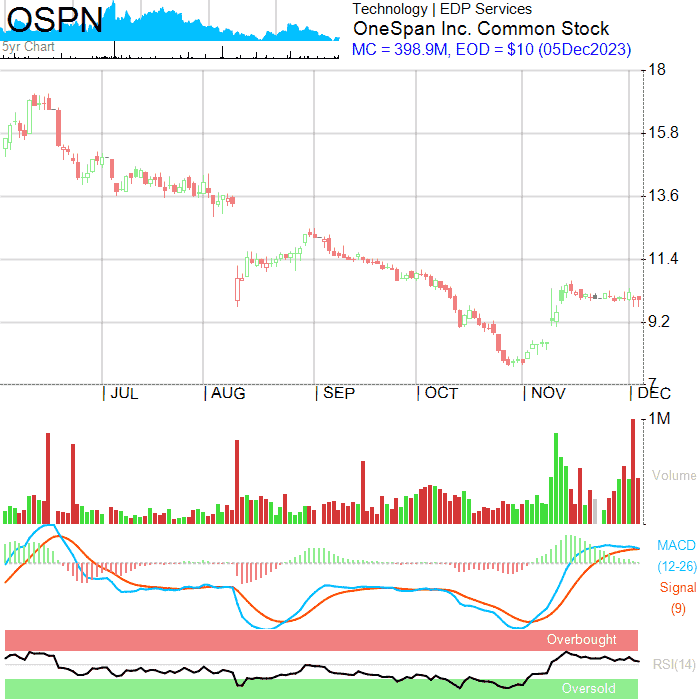 OSPN
5yr Chart
Technology | EDP Services
OneSpan Inc. Common Stock
MC = 398.9M, EOD = $10 (05Dec2023)
18
15.8
13.6
11.4
9.2
7
| JUL | AUG | SEP | OCT | NOV | DEC
1M
Volume
MACD
(12-26)
Signal
(9)
Overbought
RSI(14)
Oversold